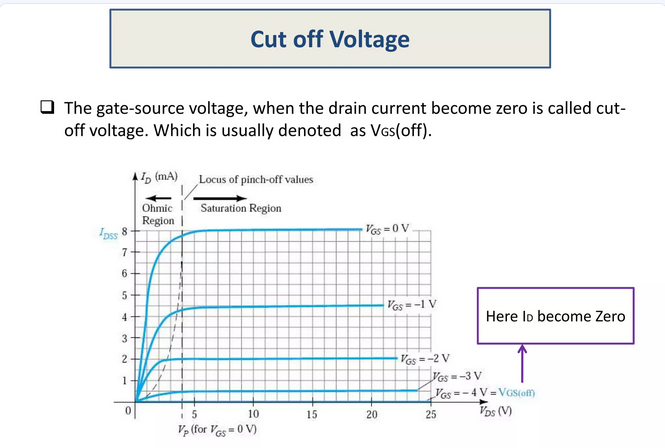 Cut off Voltage
❑ The gate-source voltage, when the drain current become zero is called cut-
off voltage. Which is usually denoted as VGS(off).
ID (mA)
Locus of pinch-off values
Ohmic
Region
Saturation Region
IDSS 8
VGS = 0 V
7
6
5
VGS = −1 V
4
Here ID become Zero
3
2
VGS = −2 V
VGS = −3 V
1
VGS = − 4 V = VGS(off)
0
5
10
15
20
25
VDS (V)
VP (for VGS = 0 V)